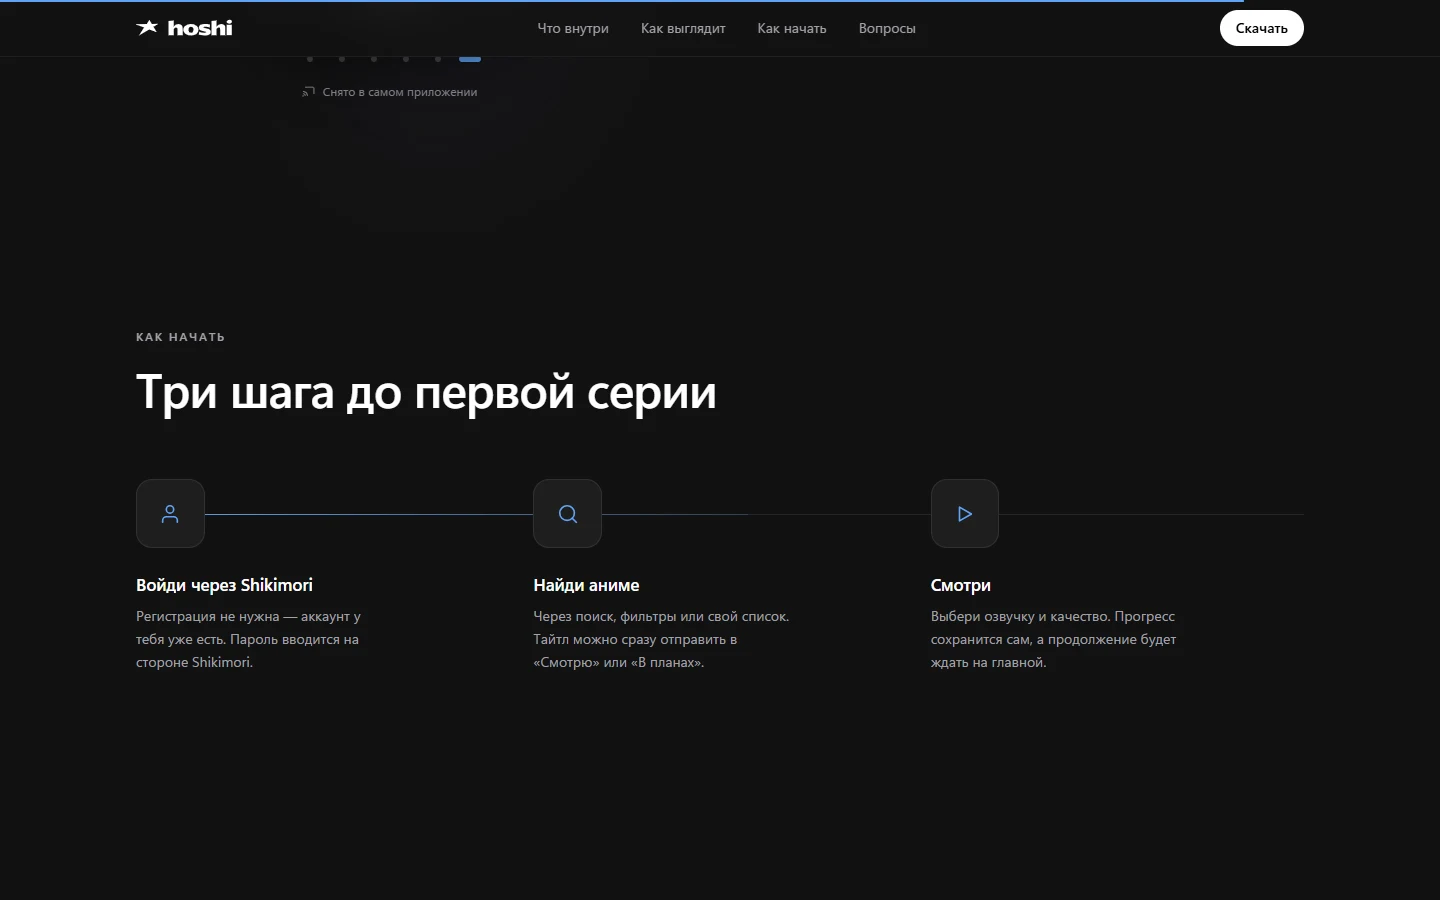 hoshi
Что внутри
Как выглядит
Как начать
Вопросы
Скачать
Снято в самом приложении
КАК НАЧАТЬ
Три шага до первой серии
Войди через Shikimori
Регистрация не нужна — аккаунт у
тебя уже есть. Пароль вводится на
стороне Shikimori.
Найди аниме
Через поиск, фильтры или свой список.
Тайтл можно сразу отправить в
«Смотрю» или «В планах».
Смотри
Выбери озвучку и качество. Прогресс
сохранится сам, а продолжение будет
ждать на главной.